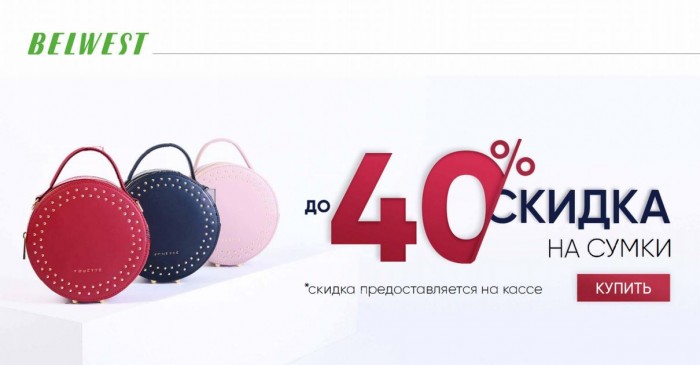 BELWEST
до 40% СКИДКА
НА СУМКИ
*скидка предоставляется на кассе
КУПИТЬ